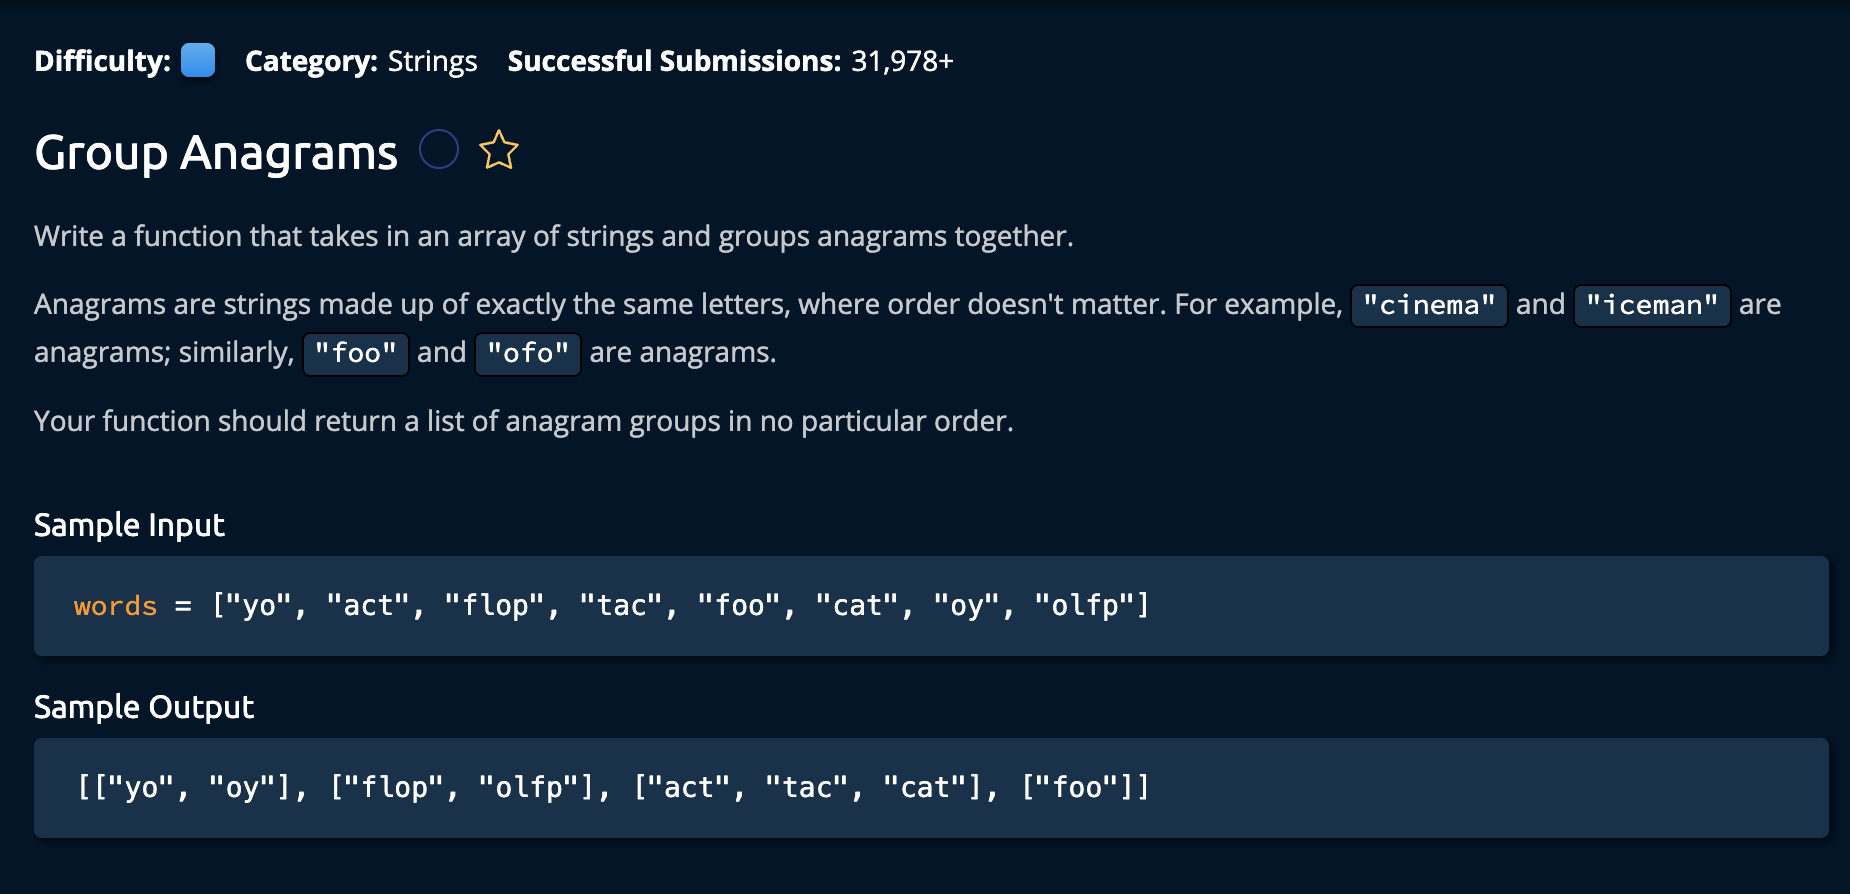 Difficulty: Category: Strings Successful Submissions: 31,978+
Group Anagrams
Write a function that takes in an array of strings and groups anagrams together.
Anagrams are strings made up of exactly the same letters, where order doesn't matter. For example, "cinema" and "iceman" are
anagrams; similarly, "foo" and "ofo" are anagrams.
Your function should return a list of anagram groups in no particular order.
Sample Input
words = ["yo", "act", "flop", "tac", "foo", "cat", "oy", "olfp"]
Sample Output
[["yo", "oy"], ["flop", "olfp"], ["act", "tac", "cat"], ["foo"]]